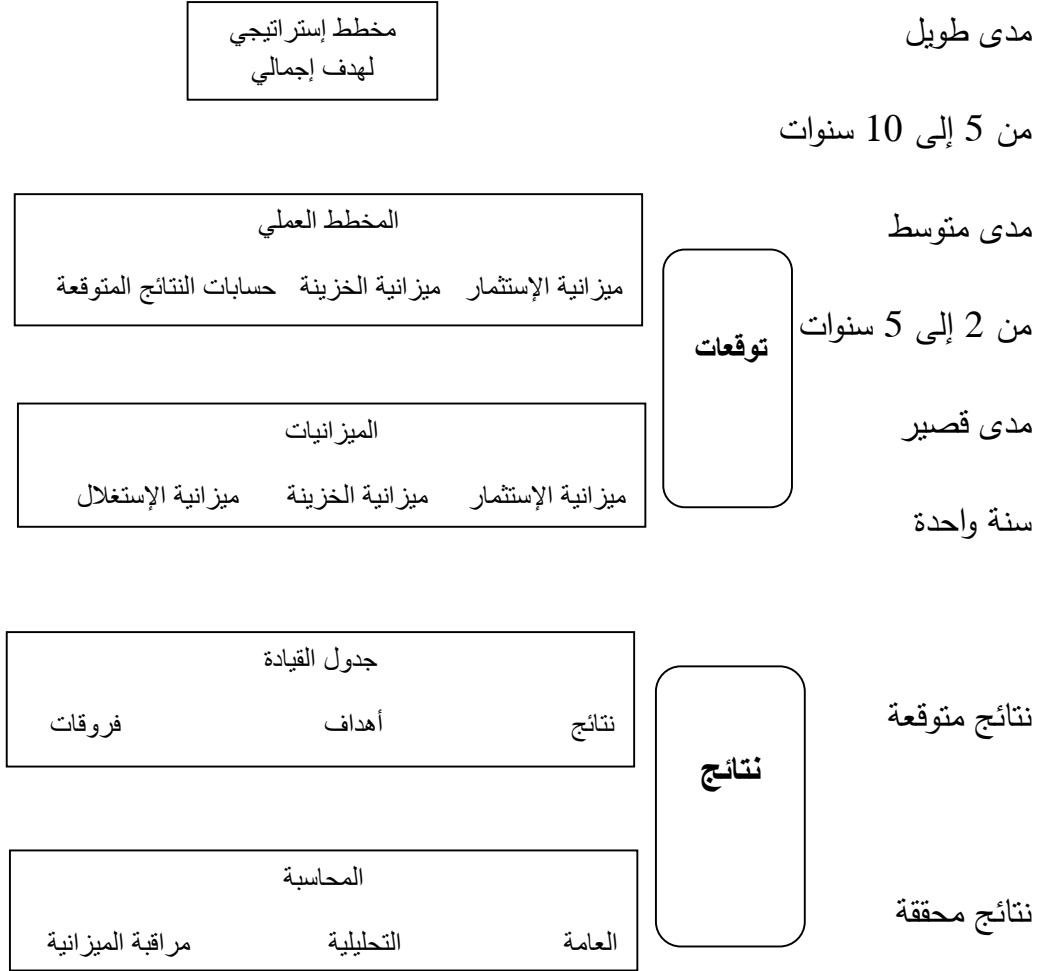 مدى طويل
مخطط إستراتيجي
لهدف إجمالي
من 5 إلى 10 سنوات
مدى متوسط
المخطط العملي
ميزانية الإستثمار ميزانية الخزينة حسابات النتائج المتوقعة
من 2 إلى 5 سنوات
توقعات
مدى قصير
الميزانيات
ميزانية الإستثمار ميزانية الخزينة ميزانية الإستغلال
سنة واحدة
جدول القيادة
نتائج متوقعة
نتائج أهداف فروقات
نتائج
المحاسبة
نتائج محققة
العامة التحليلية مراقبة الميزانية